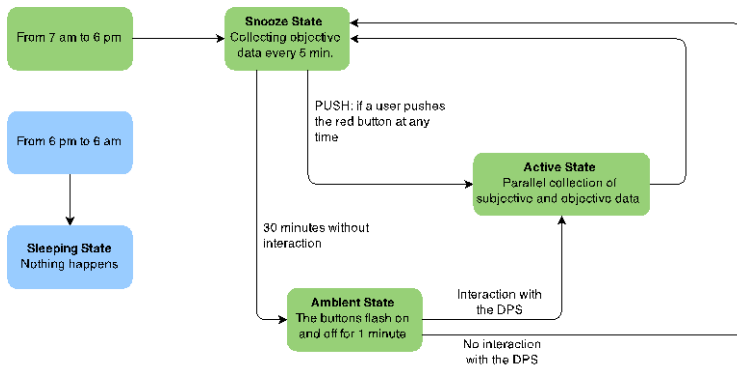 From 7 am to 6 pm
Snooze State
Collecting objective
data every 5 min.
PUSH: if a user pushes
the red button at any
time
From 6 pm to 6 am
Active State
Parallel collection of
subjective and objective data
30 minutes without
interaction
Sleeping State
Nothing happens
Ambient State
The buttons flash on
and off for 1 minute
Interaction with
the DPS
No interaction
with the DPS